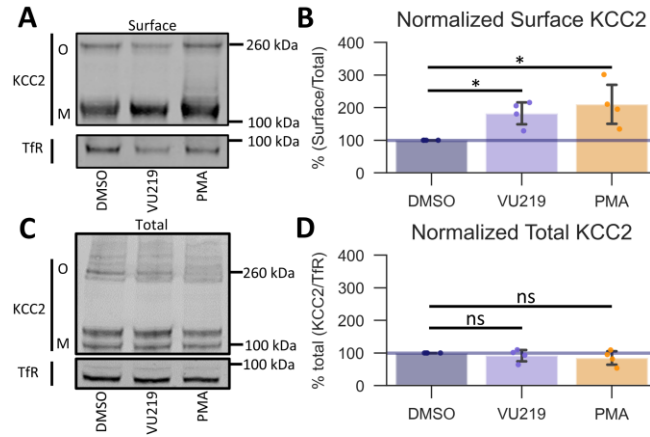 A
Surface
O
KCC2
M
260 kDa
100 kDa
TfR
100 kDa
DMSO
VU219
PMA
B
Normalized Surface KCC2
% (Surface/Total)
400
300
200
100
0
*
*
DMSO
VU219
PMA
C
Total
O
KCC2
M
260 kDa
100 kDa
TfR
100 kDa
DMSO
VU219
PMA
D
Normalized Total KCC2
% total (KCC2/TfR)
400
300
200
100
0
ns
ns
DMSO
VU219
PMA